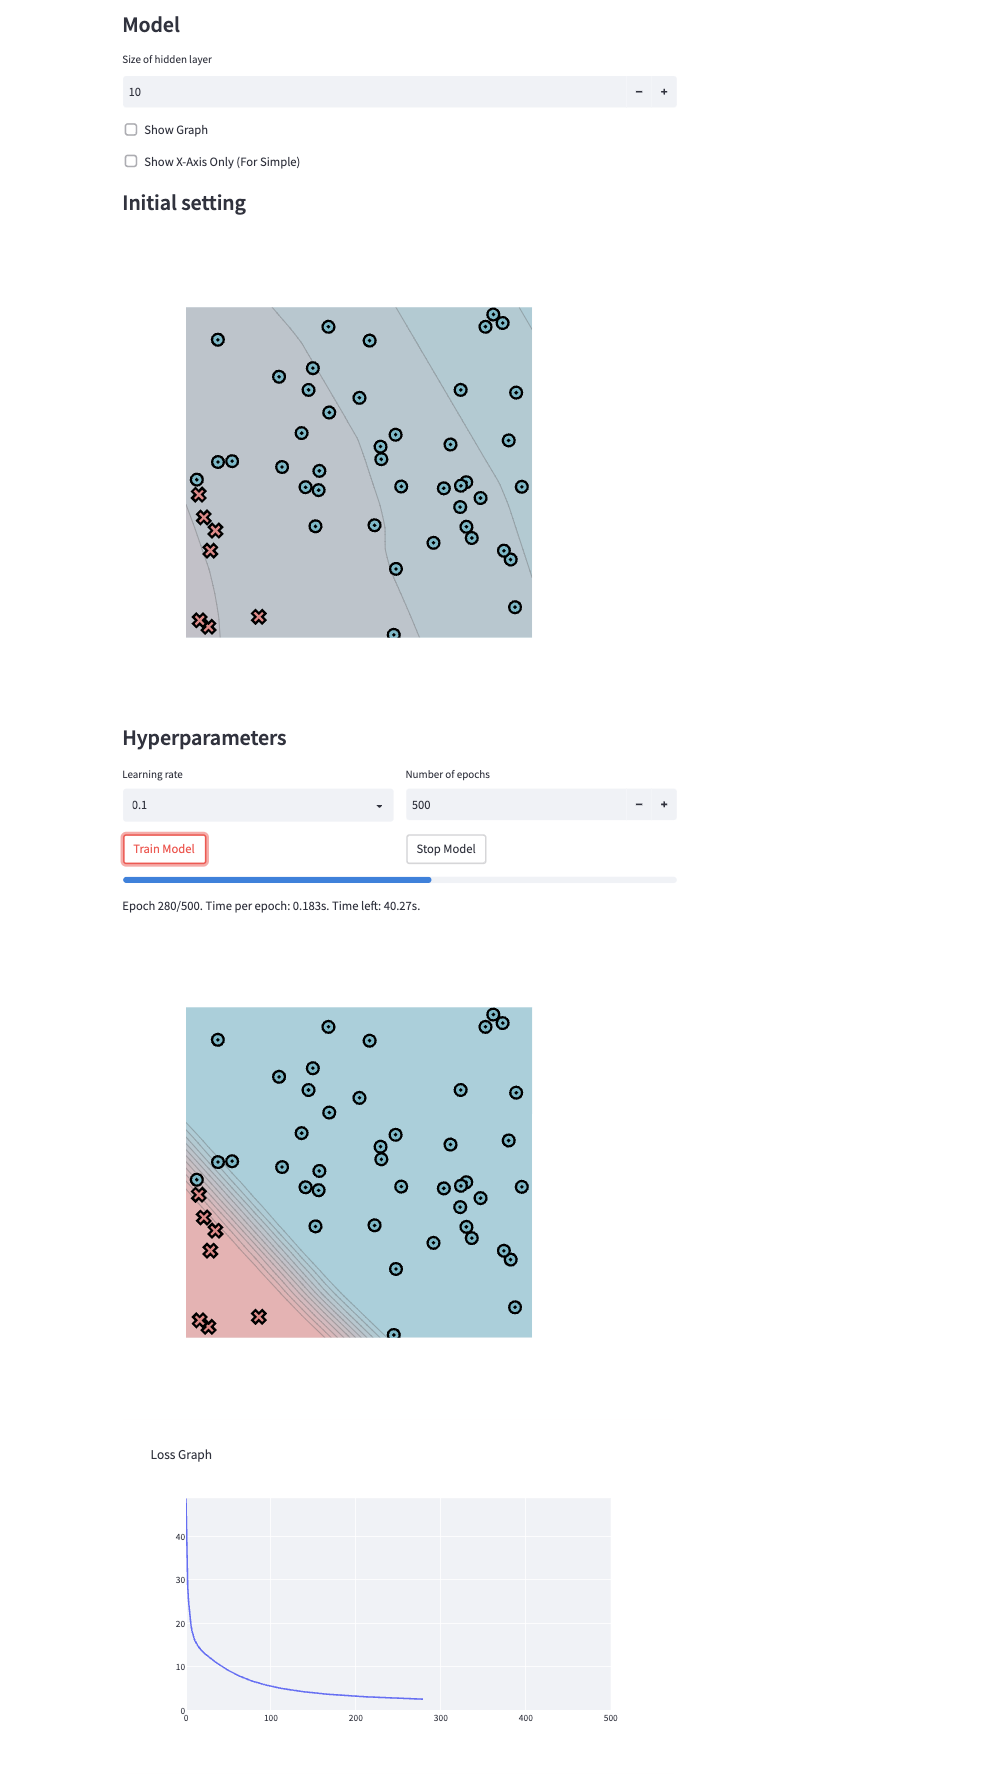 Model
Size of hidden layer
10 − +
Show Graph
Show X-Axis Only (For Simple)
Initial setting
Hyperparameters
Learning rate Number of epochs
0.1 500 − +
Train Model Stop Model
Epoch 280/500. Time per epoch: 0.183s. Time left: 40.27s.
Loss Graph
40
30
20
10
0
0 100 200 300 400 500